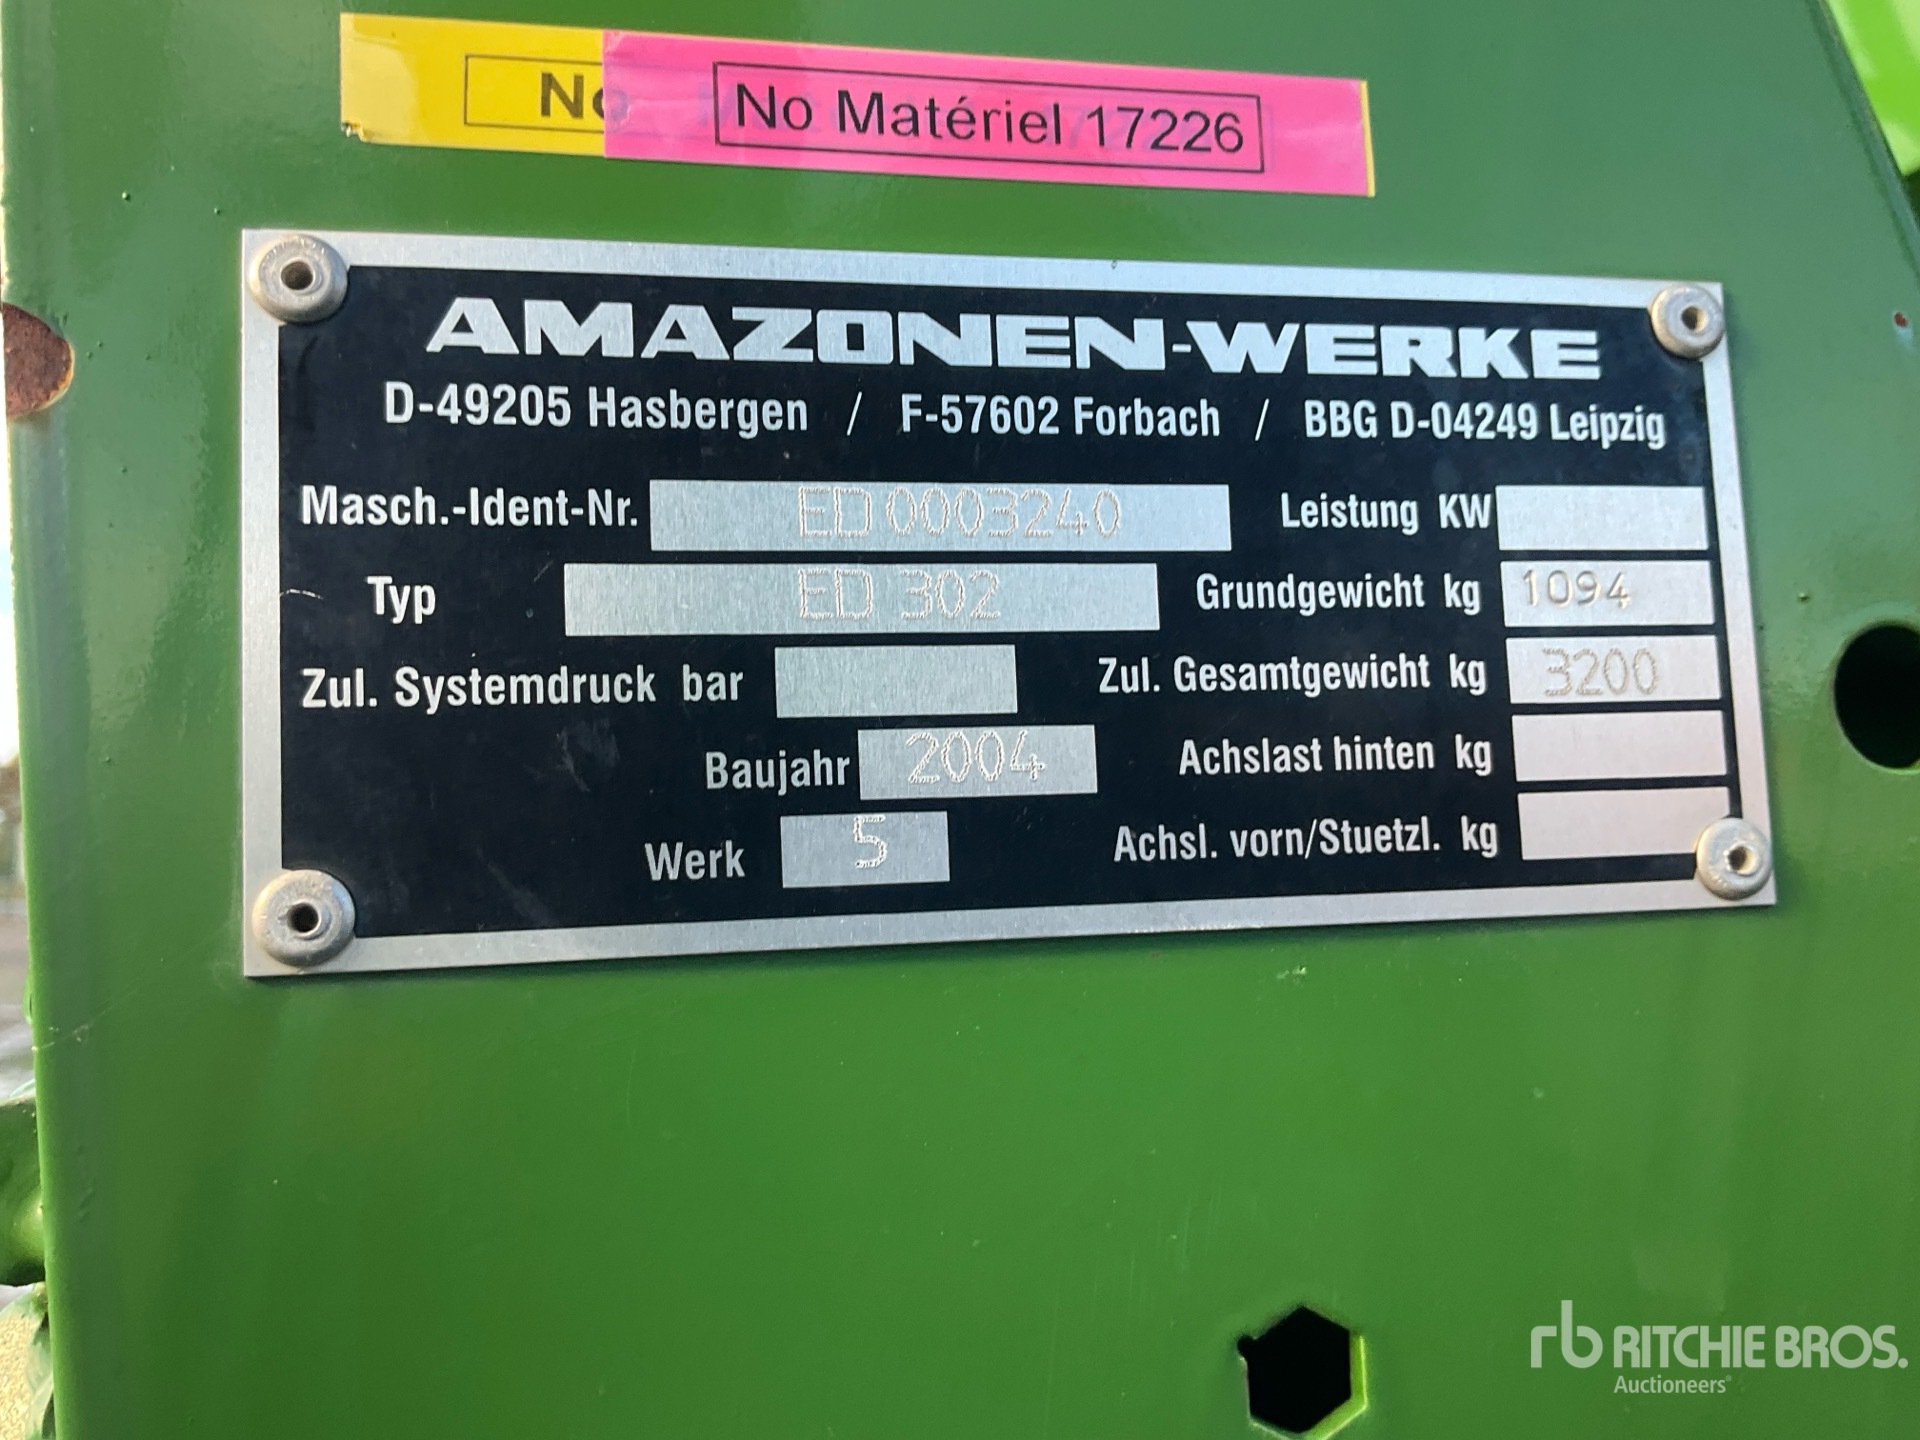 No
No Matériel 17226
AMAZONEN-WERKE
D-49205 Hasbergen / F-57602 Forbach / BBG D-04249 Leipzig
Masch.-Ident-Nr. ED0003240 Leistung KW
Typ ED 302 Grundgewicht kg 1094
Zul. Systemdruck bar Zul. Gesamtgewicht kg 3200
Baujahr 2004 Achslast hinten kg
Werk 5 Achsl. vorn/Stuetzl. kg
rb RITCHIE BROS.
Auctioneers